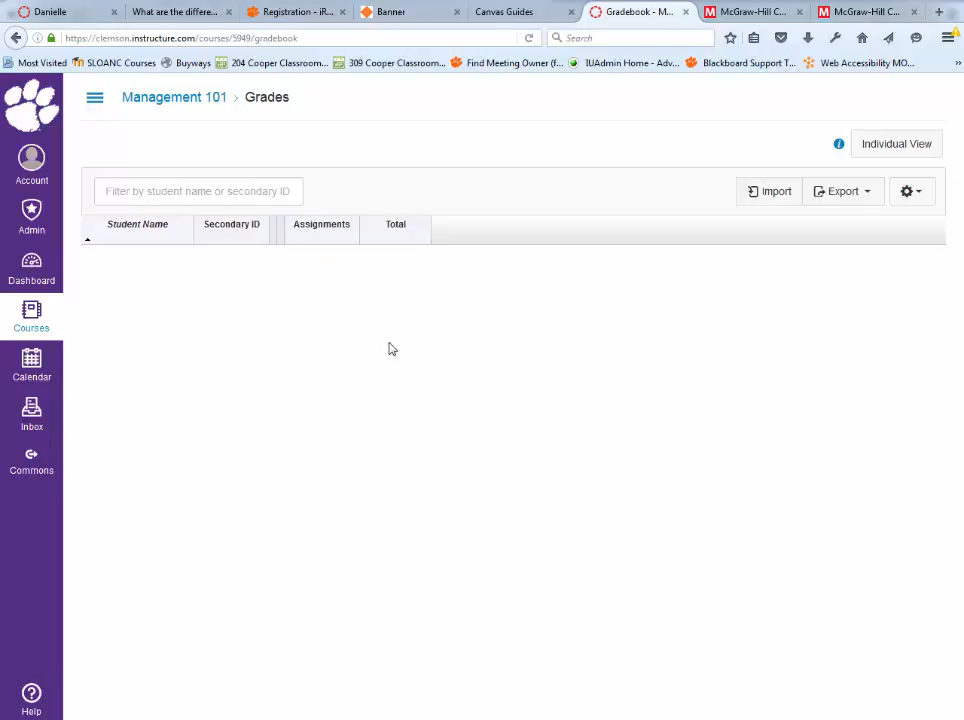 Danielle
What are the differe...
Registration - iR...
Banner
Canvas Guides
Gradebook - M...
McGraw-Hill C...
McGraw-Hill C...
https://clemson.instructure.com/courses/5949/gradebook
Search
Most Visited
SLOANC Courses
Buyways
204 Cooper Classroom...
309 Cooper Classroom...
Find Meeting Owner (f...
IUAdmin Home - Adv...
Blackboard Support T...
Web Accessibility MO...
Management 101 > Grades
Individual View
Filter by student name or secondary ID
Import
Export
Student Name
Secondary ID
Assignments
Total
Account
Admin
Dashboard
Courses
Calendar
Inbox
Commons
Help